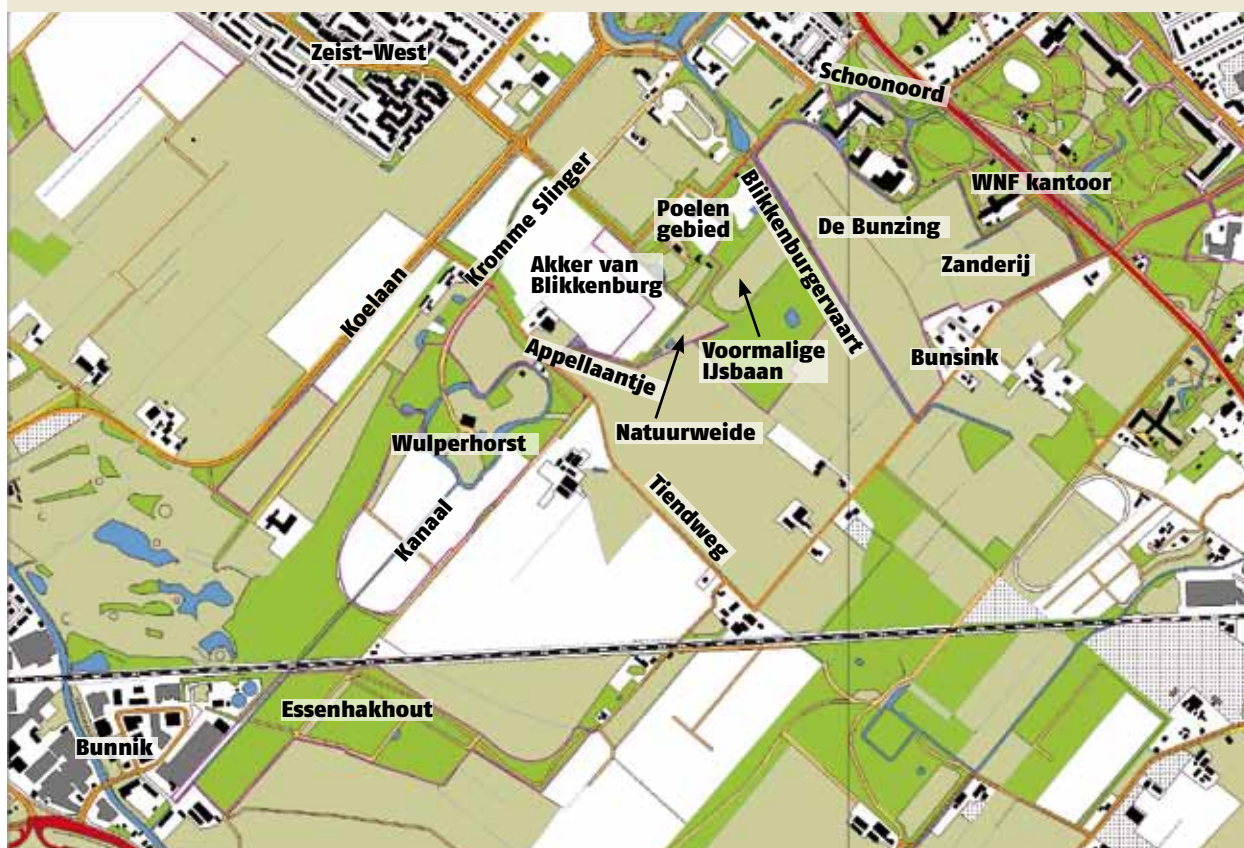 Zeist-West
Schoonoord
WNF kantoor
Kromme Slinger
Poelen
gebied
Blikkenburgervaart
De Bunzing
Zanderij
Akker van
Blikkenburg
Koelaan
Appellaantje
Voormalige
IJsbaan
Bunsink
Natuurweide
Wulperhorst
Kanaal
Tiendweg
Essenhakhout
Bunnik